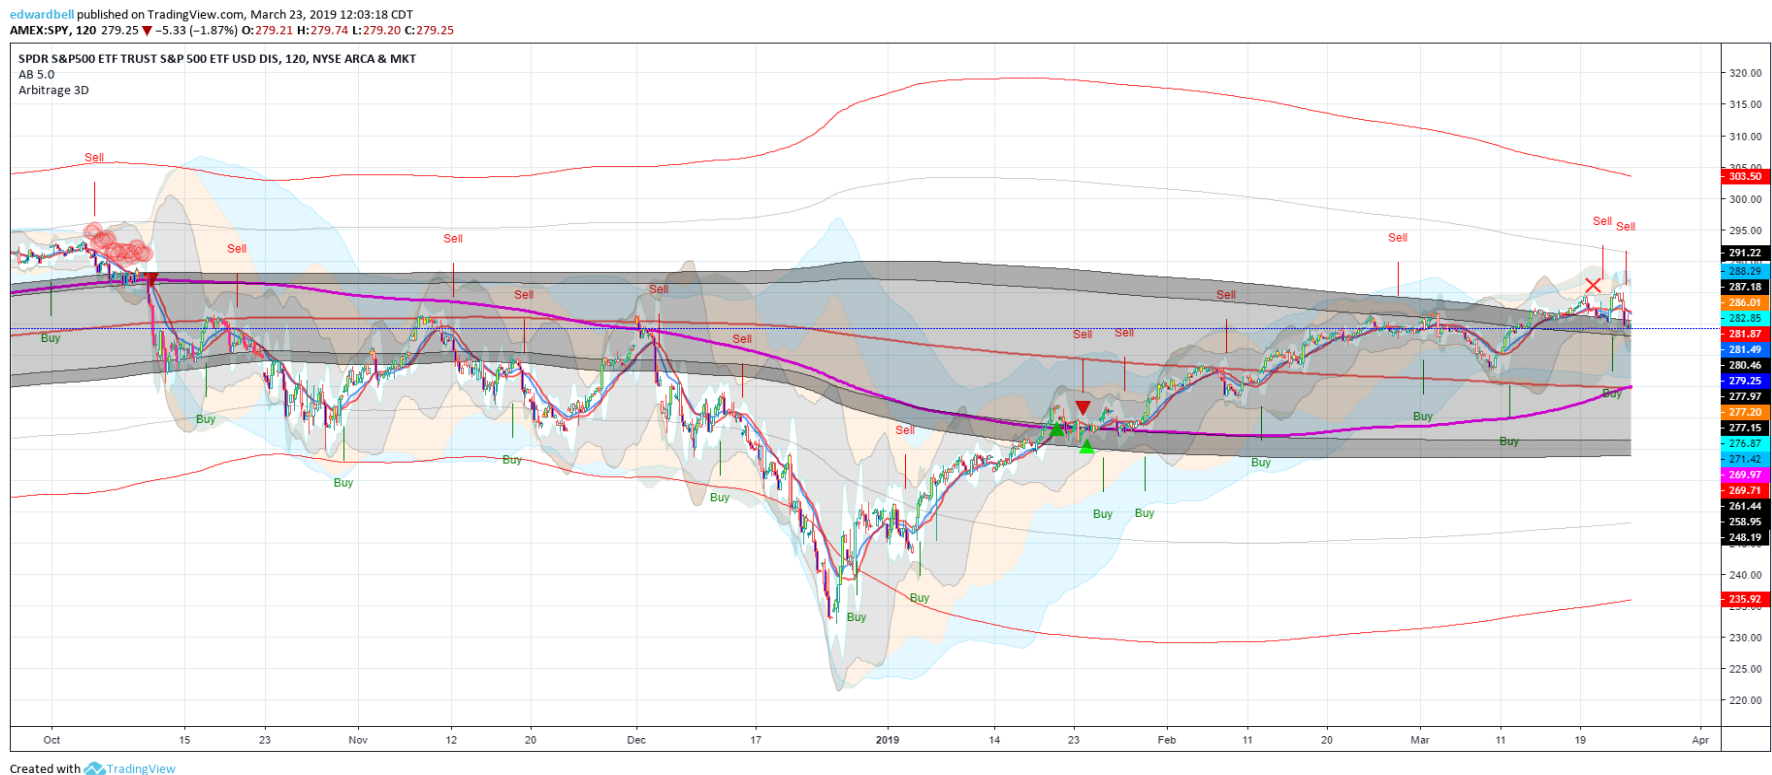 edwardbell published on TradingView.com, March 23, 2019 12:03:18 CDT
AMEX:SPY, 120 279.25 ▼ −5.33 (−1.87%) O:279.21 H:279.74 L:279.20 C:279.25
SPDR S&P500 ETF TRUST S&P 500 ETF USD DIS, 120, NYSE ARCA & MKT
AB 5.0
Arbitrage 3D
Sell
Sell
Sell
Sell
Sell
Sell
Sell
Sell
Sell
Sell
Sell
Sell
Sell
Buy
Buy
Buy
Buy
Buy
Buy
Buy
Buy
Buy
Buy
Buy
Buy
Buy
320.00
315.00
310.00
305.00
303.50
300.00
295.00
291.22
288.29
287.18
286.01
282.85
281.87
281.49
280.46
279.25
277.97
277.20
277.15
276.87
271.42
269.97
269.71
261.44
258.95
248.19
240.00
235.92
230.00
225.00
220.00
Oct 15 23 Nov 12 20 Dec 17 2019 14 23 Feb 11 20 Mar 11 19 Apr
Created with TradingView